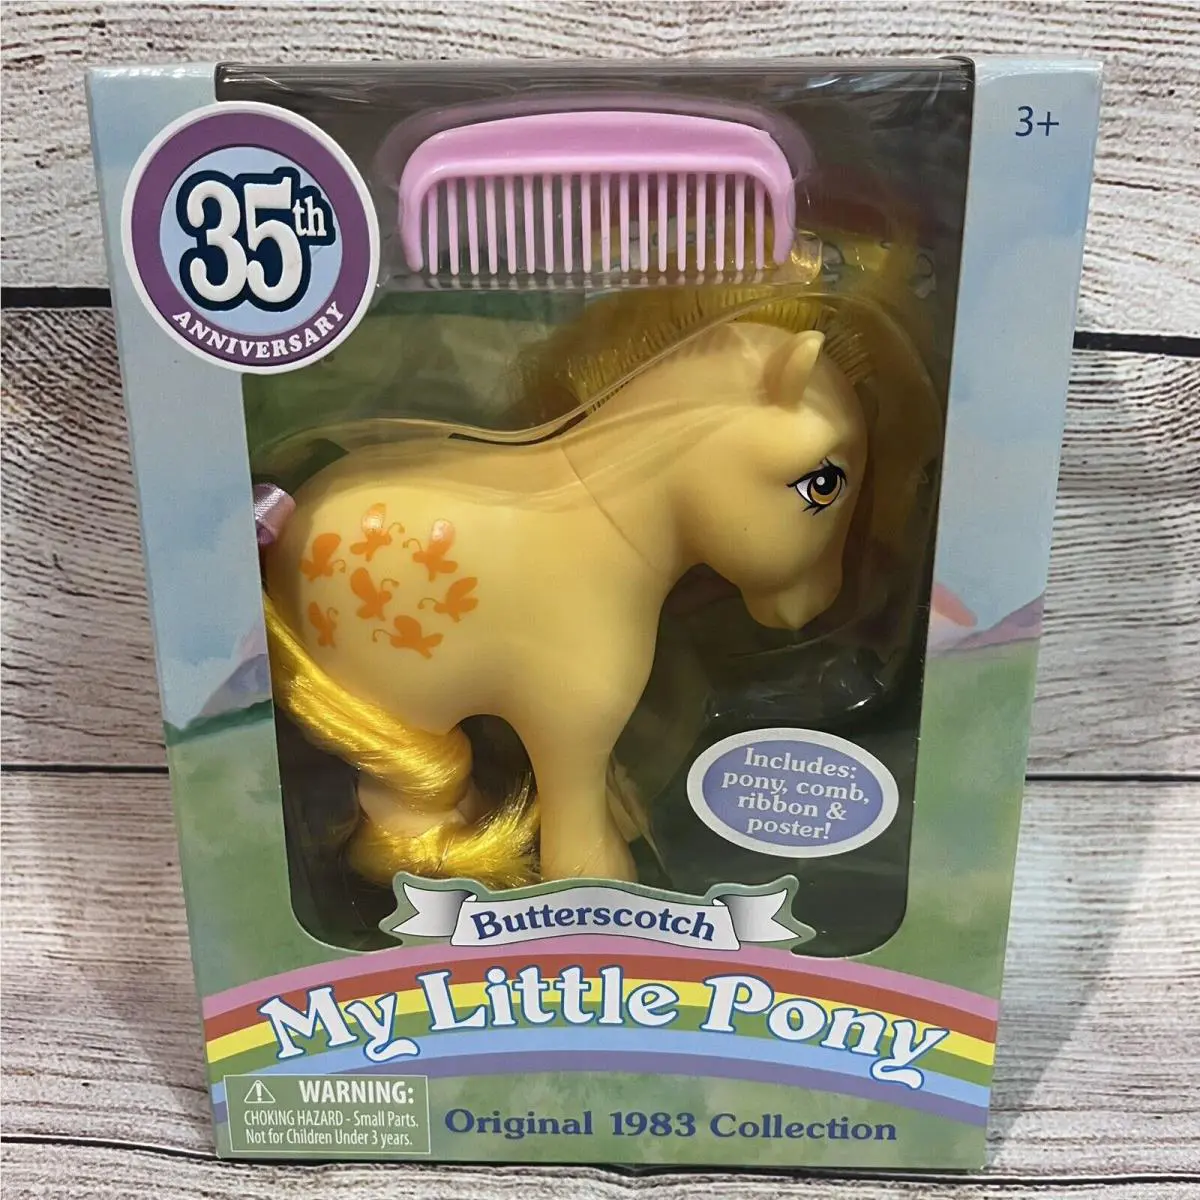 35th
ANNIVERSARY
3+
Includes:
pony, comb,
ribbon &
poster!
Butterscotch
My Little Pony
WARNING:
CHOKING HAZARD - Small Parts.
Not for Children Under 3 years.
Original 1983 Collection